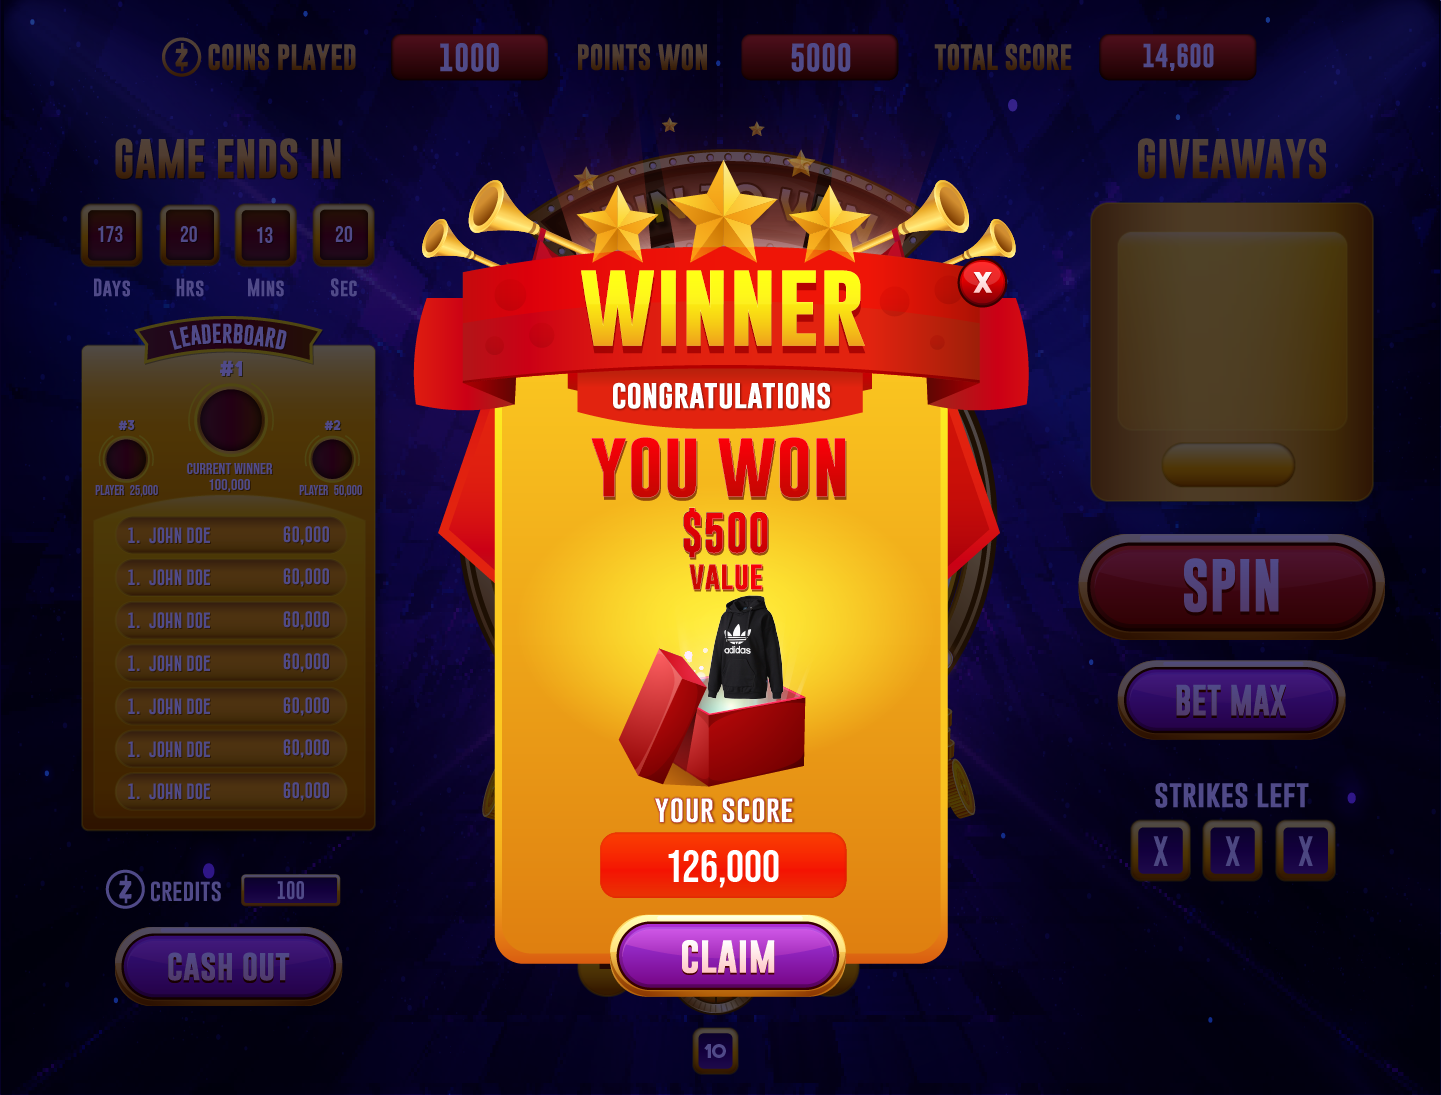 COINS PLAYED 1000 POINTS WON 5000 TOTAL SCORE 14,600
GAME ENDS IN
173 20 13 20
DAYS HRS MINS SEC
LEADERBOARD
#1
#3
#2
CURRENT WINNER
100,000
PLAYER 25,000
PLAYER 50,000
1. JOHN DOE 60,000
1. JOHN DOE 60,000
1. JOHN DOE 60,000
1. JOHN DOE 60,000
1. JOHN DOE 60,000
1. JOHN DOE 60,000
1. JOHN DOE 60,000
CREDITS 100
CASH OUT
WINNER
X
CONGRATULATIONS
YOU WON
$500
VALUE
adidas
YOUR SCORE
126,000
CLAIM
10
GIVEAWAYS
SPIN
BET MAX
STRIKES LEFT
X X X